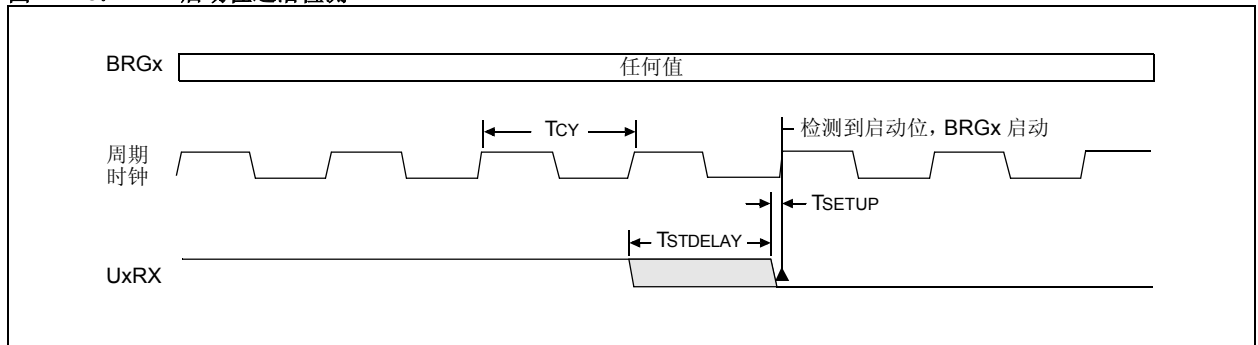 BRGx
任何值
TCY
检测到启动位，BRGx 启动
周期
时钟
TSETUP
TSTDELAY
UxRX